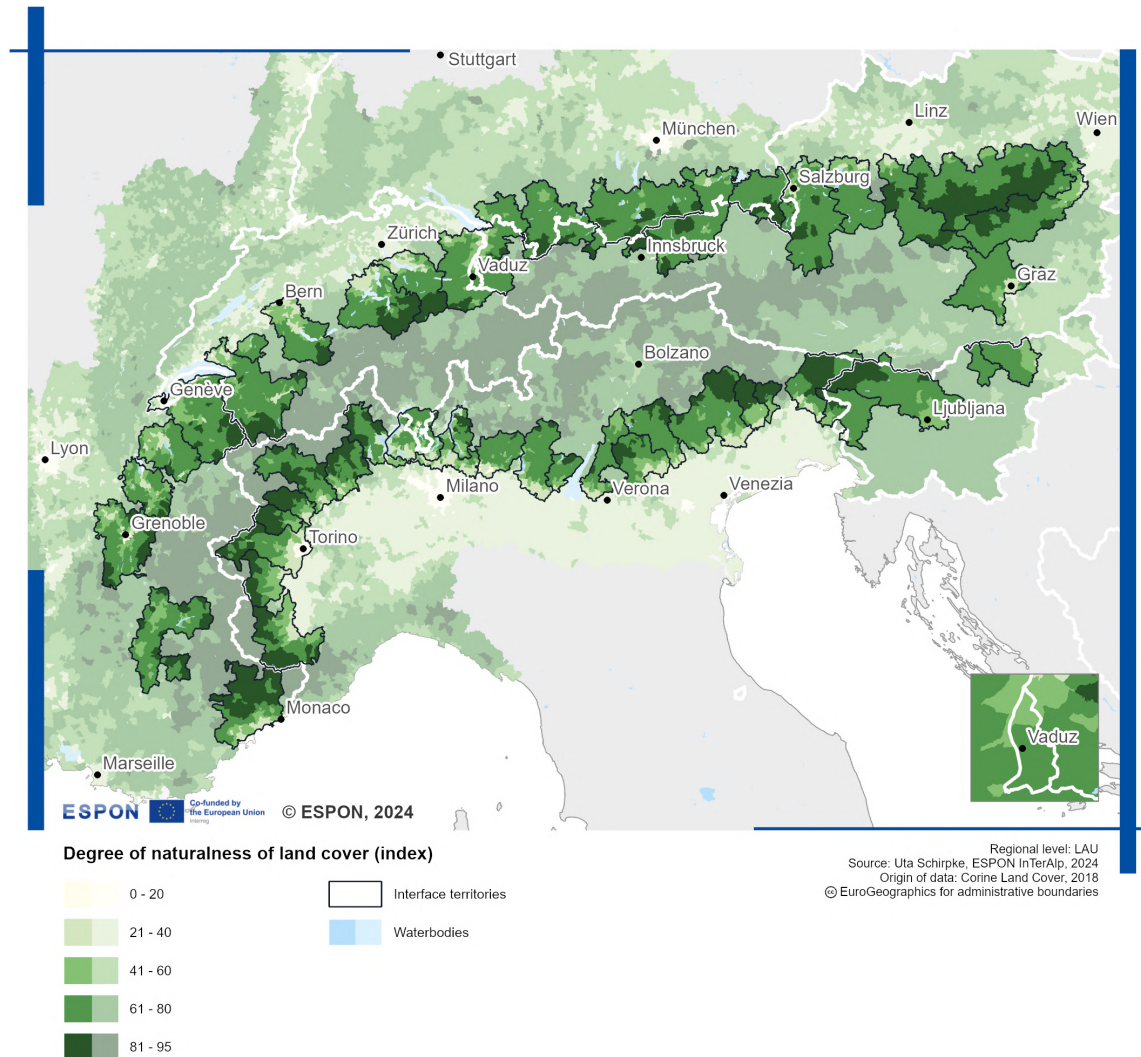 Stuttgart
Linz
Wien
München
Salzburg
Zürich
Innsbruck
Vaduz
Graz
Bern
Bolzano
Genève
Ljubljana
Lyon
Milano
Verona
Venezia
Grenoble
Torino
Monaco
Vaduz
Marseille
ESPON
Co-funded by
the European Union
Interreg
© ESPON, 2024
Degree of naturalness of land cover (index)
0 - 20
21 - 40
41 - 60
61 - 80
81 - 95
Interface territories
Waterbodies
Regional level: LAU
Source: Uta Schirpke, ESPON InTerAlp, 2024
Origin of data: Corine Land Cover, 2018
cc EuroGeographics for administrative boundaries